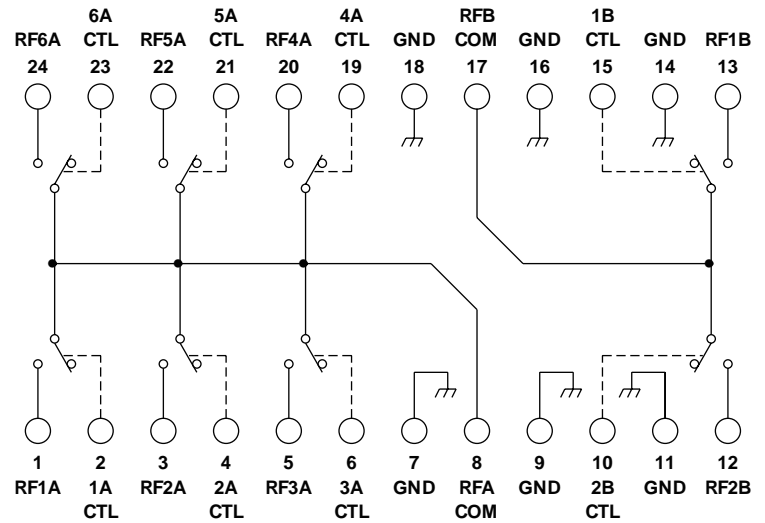 6A 5A 4A RFB 1B
RF6A CTL RF5A CTL RF4A CTL GND COM GND CTL GND RF1B
24 23 22 21 20 19 18 17 16 15 14 13
1 2 3 4 5 6 7 8 9 10 11 12
RF1A 1A RF2A 2A RF3A 3A GND RFA GND 2B GND RF2B
CTL CTL CTL COM CTL